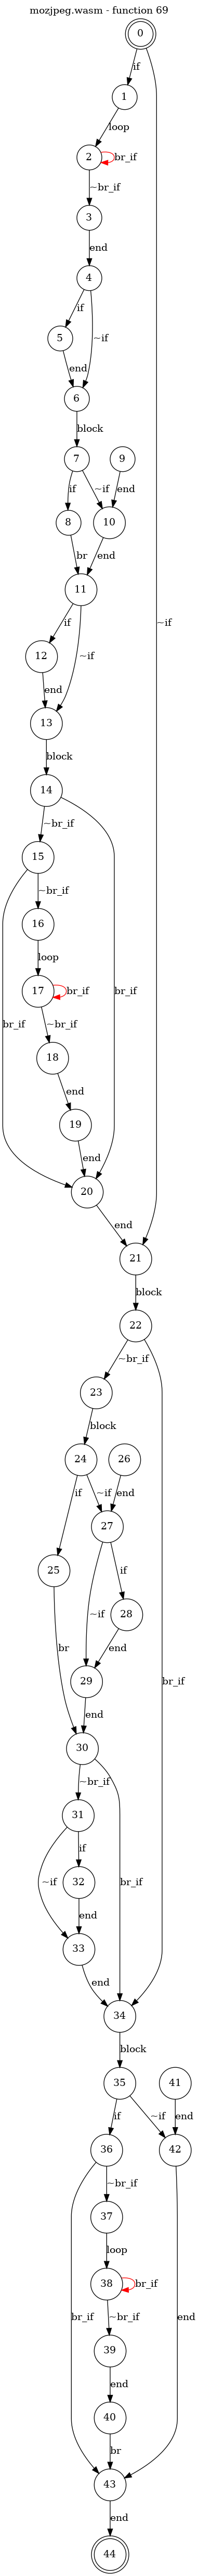 mozjpeg.wasm - function 69
0
if
1
loop
2
br_if
~br_if
3
end
4
if
5
~if
end
6
block
7
9
if
~if
end
8
10
br
end
11
if
12
~if
~if
end
13
block
14
~br_if
15
~br_if
16
loop
17
br_if
br_if
br_if
~br_if
18
end
19
end
20
end
21
block
22
~br_if
23
block
24
26
if
~if
end
27
25
if
28
br
~if
end
29
br_if
end
30
~br_if
31
~if
if
br_if
32
end
33
end
34
block
35
41
if
~if
end
36
42
~br_if
37
loop
38
br_if
br_if
~br_if
end
39
end
40
br
43
end
44